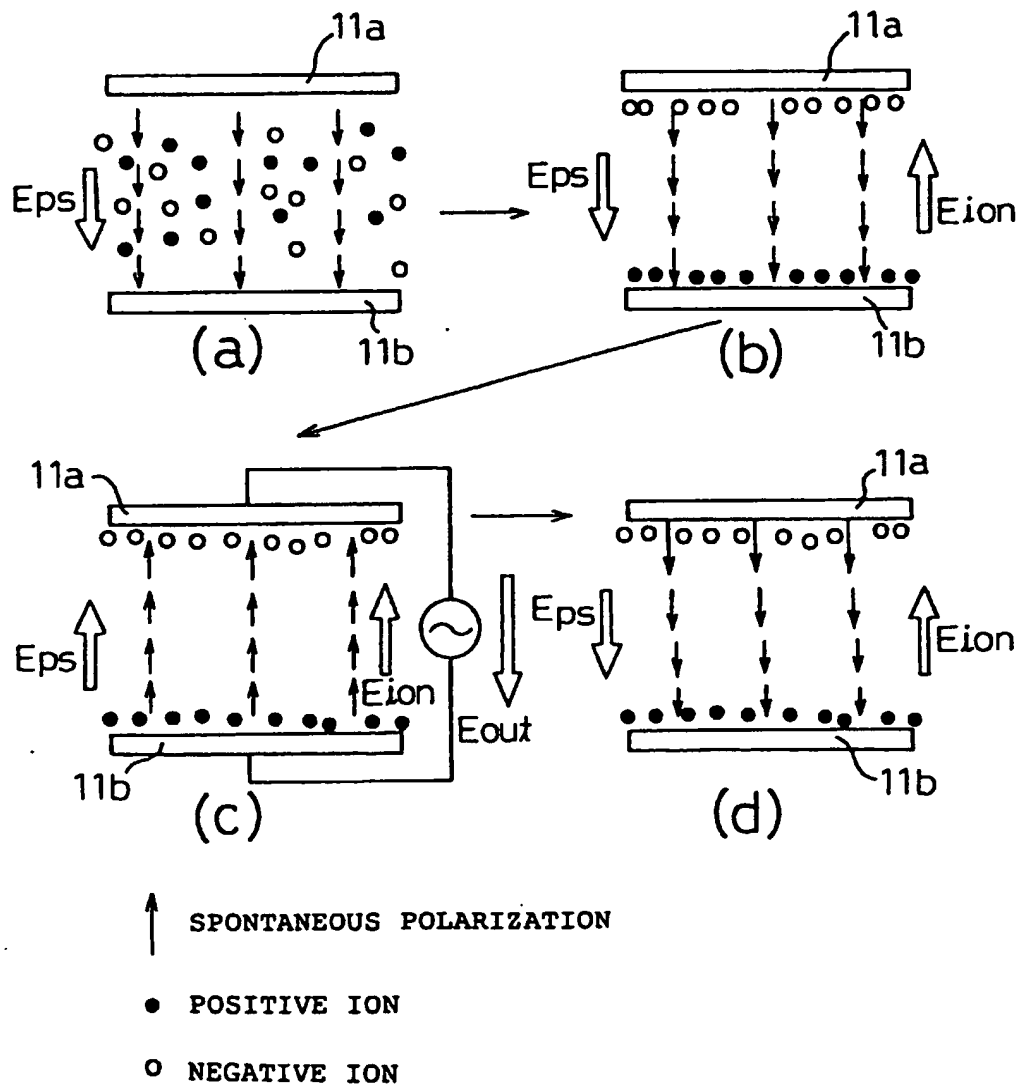 11a
11a
Eps
Eps
Eion
11b
(a)
11b
(b)
11a
11a
Eps
Eion
Eout
Eps
Eion
11b
(c)
11b
(d)
SPONTANEOUS POLARIZATION
POSITIVE ION
NEGATIVE ION